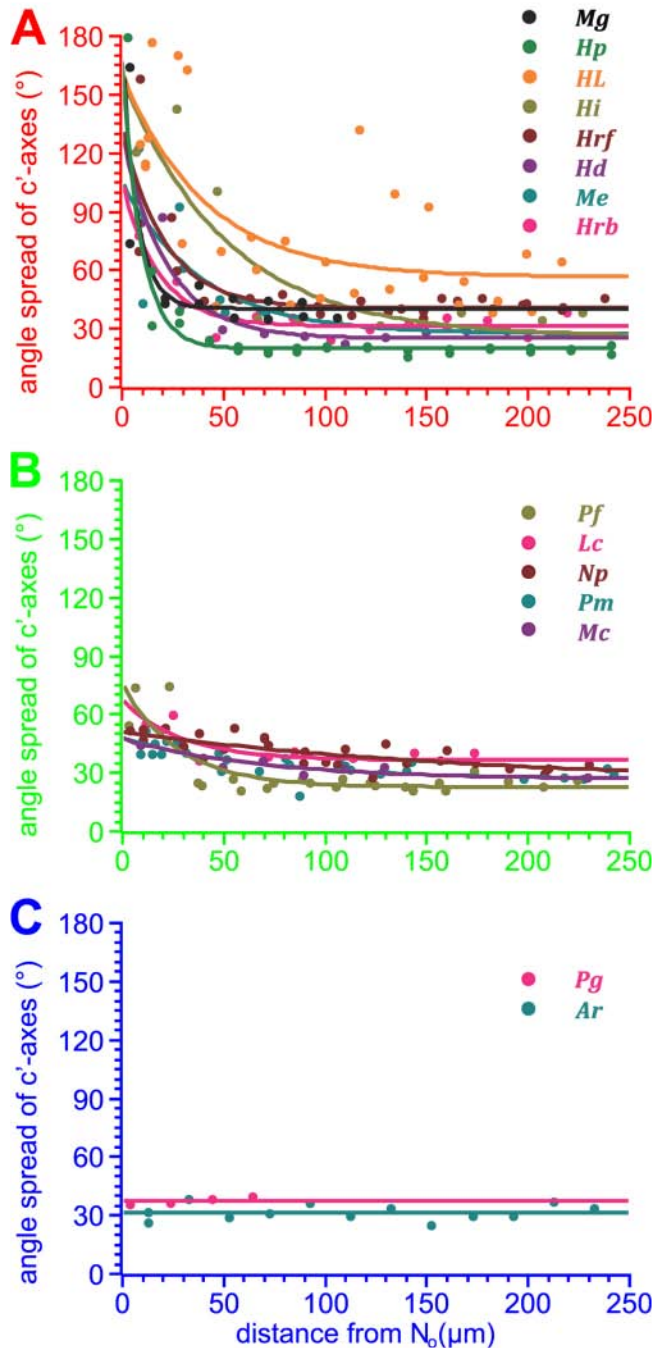 A
180
150
120
90
60
30
0
angle spread of c'-axes (°)
Mg
Hp
HL
Hi
Hrf
Hd
Me
Hrb
0 50 100 150 200 250
B
180
150
120
90
60
30
0
angle spread of c'-axes (°)
Pf
Lc
Np
Pm
Mc
0 50 100 150 200 250
C
180
150
120
90
60
30
0
angle spread of c'-axes (°)
Pg
Ar
0 50 100 150 200 250
distance from N₀(µm)